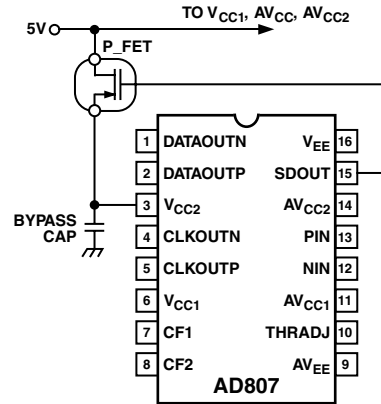 TO VCC1, AVCC, AVCC2
5V
P_FET
1 DATAOUTN VEE 16
2 DATAOUTP SDOUT 15
3 VCC2 AVCC2 14
4 CLKOUTN PIN 13
5 CLKOUTP NIN 12
6 VCC1 AVCC1 11
7 CF1 THRADJ 10
8 CF2 AVEE 9
BYPASS
CAP
AD807